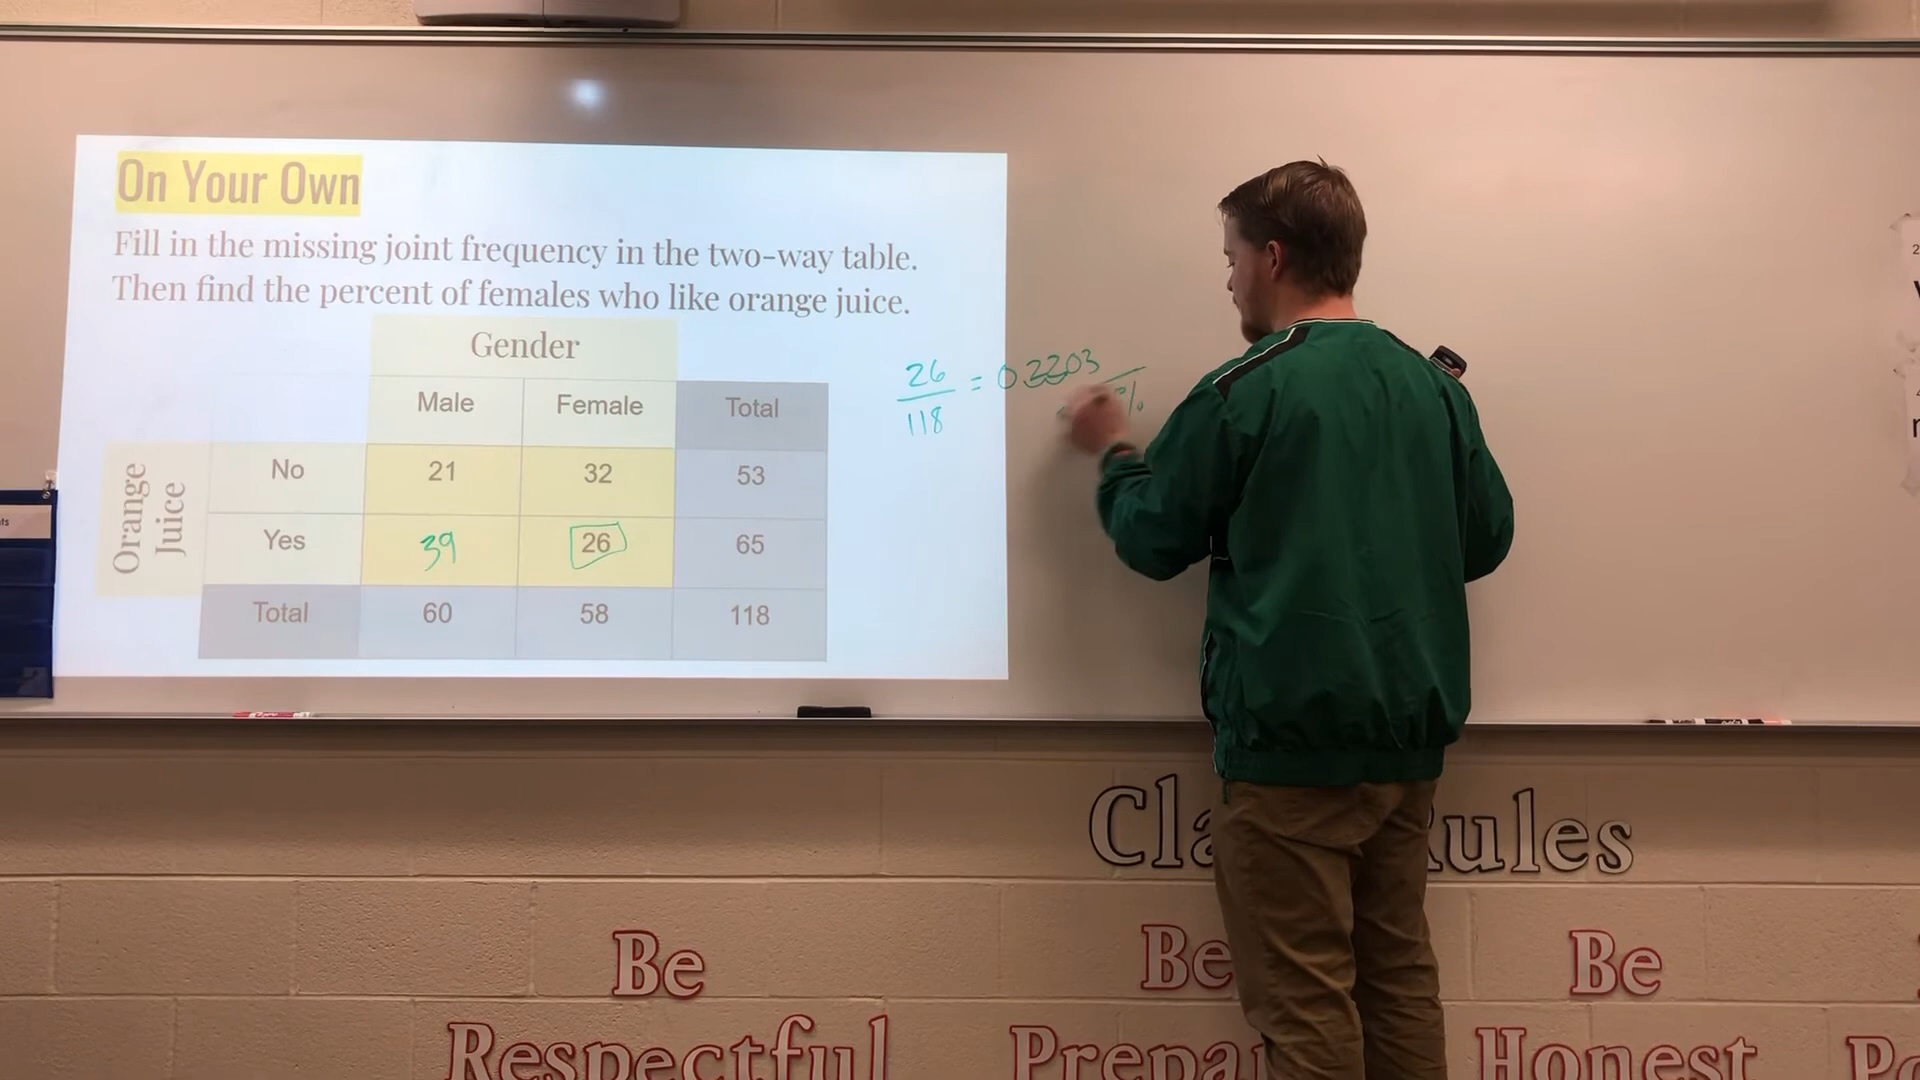 On Your Own
Fill in the missing joint frequency in the two-way table.
Then find the percent of females who like orange juice.
Gender
Male Female Total
Orange Juice
No 21 32 53
Yes 39 26 65
Total 60 58 118
26/118 = 0.2203
%
Be
Respectful
Be
Be
Honest